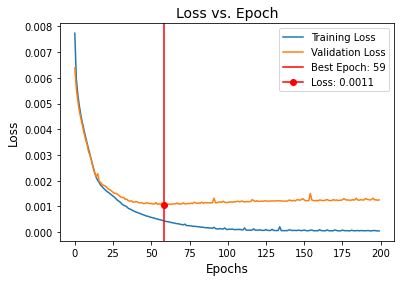 Loss vs. Epoch
Training Loss
Validation Loss
Best Epoch: 59
Loss: 0.0011
Loss
0.008
0.007
0.006
0.005
0.004
0.003
0.002
0.001
0.000
0 25 50 75 100 125 150 175 200
Epochs